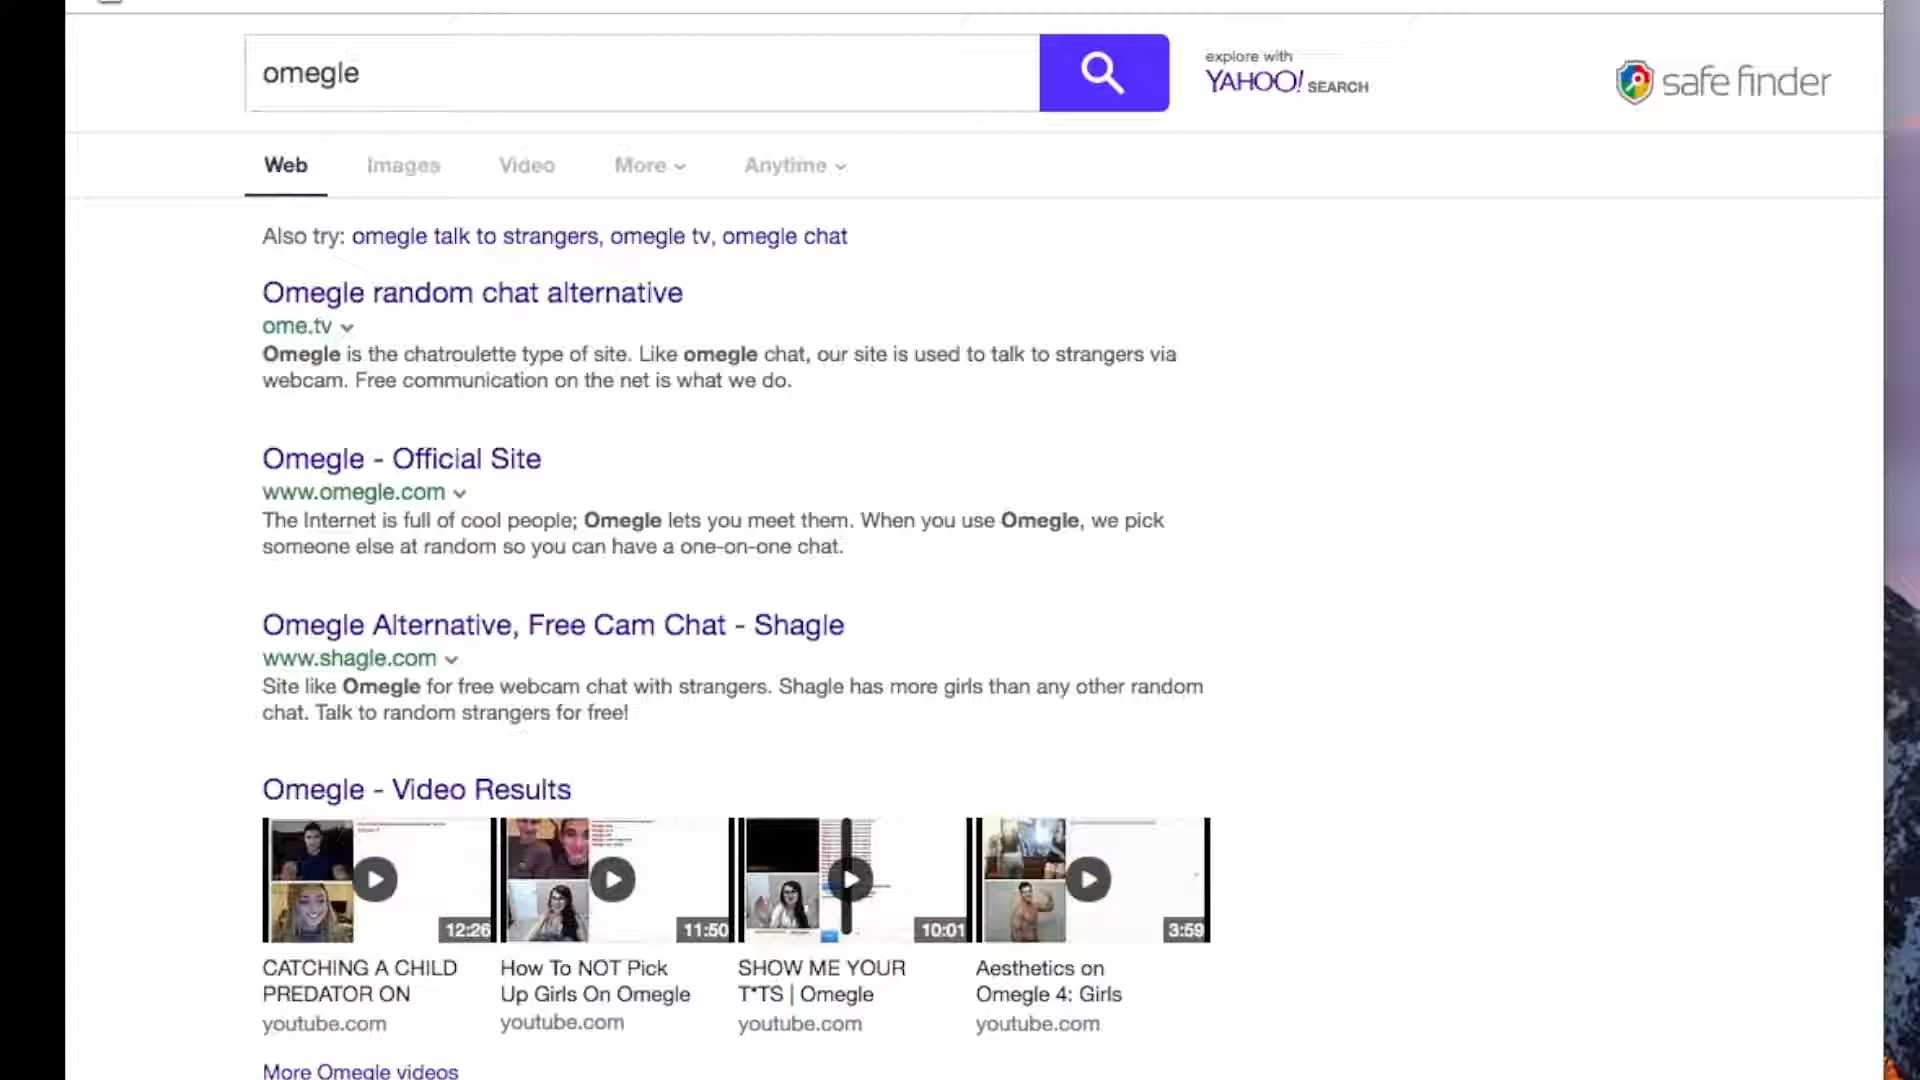 omegle
explore with
YAHOO! SEARCH
safe finder
Web Images Video More Anytime
Also try: omegle talk to strangers, omegle tv, omegle chat
Omegle random chat alternative
ome.tv
Omegle is the chatroulette type of site. Like omegle chat, our site is used to talk to strangers via
webcam. Free communication on the net is what we do.
Omegle - Official Site
www.omegle.com
The Internet is full of cool people; Omegle lets you meet them. When you use Omegle, we pick
someone else at random so you can have a one-on-one chat.
Omegle Alternative, Free Cam Chat - Shagle
www.shagle.com
Site like Omegle for free webcam chat with strangers. Shagle has more girls than any other random
chat. Talk to random strangers for free!
Omegle - Video Results
12:26 11:50 10:01 3:59
CATCHING A CHILD
PREDATOR ON
youtube.com
How To NOT Pick
Up Girls On Omegle
youtube.com
SHOW ME YOUR
T*TS | Omegle
youtube.com
Aesthetics on
Omegle 4: Girls
youtube.com
More Omegle videos